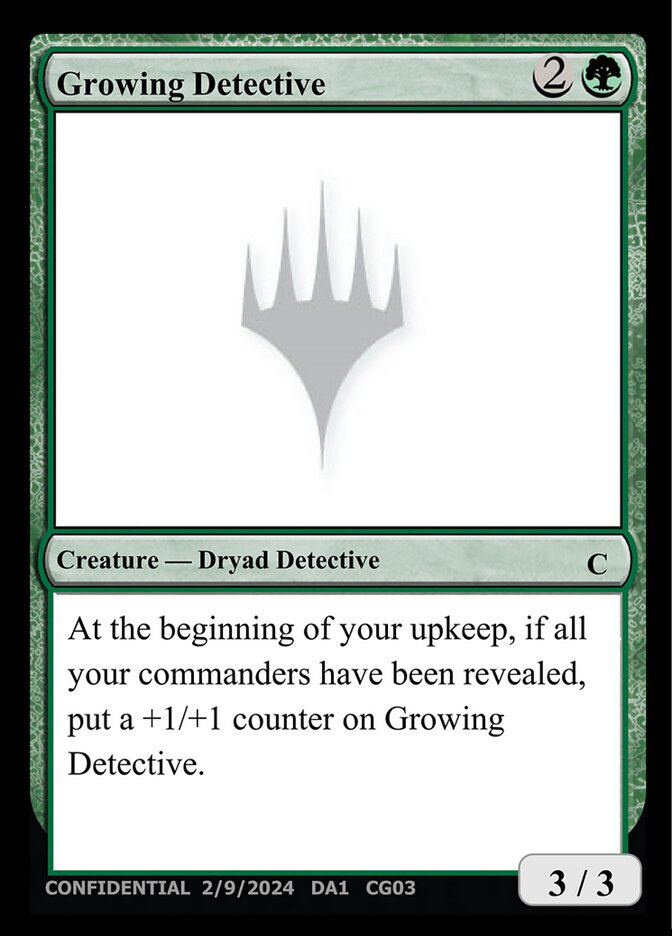 Growing Detective 2
Creature — Dryad Detective C
At the beginning of your upkeep, if all
your commanders have been revealed,
put a +1/+1 counter on Growing
Detective.
CONFIDENTIAL 2/9/2024 DA1 CG03
3 / 3